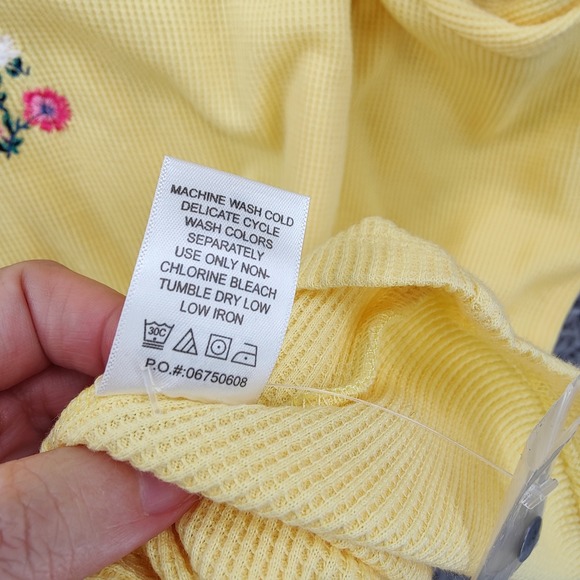 MACHINE WASH COLD
DELICATE CYCLE
WASH COLORS
SEPARATELY
USE ONLY NON-
CHLORINE BLEACH
TUMBLE DRY LOW
LOW IRON
30C
P.O.#:06750608